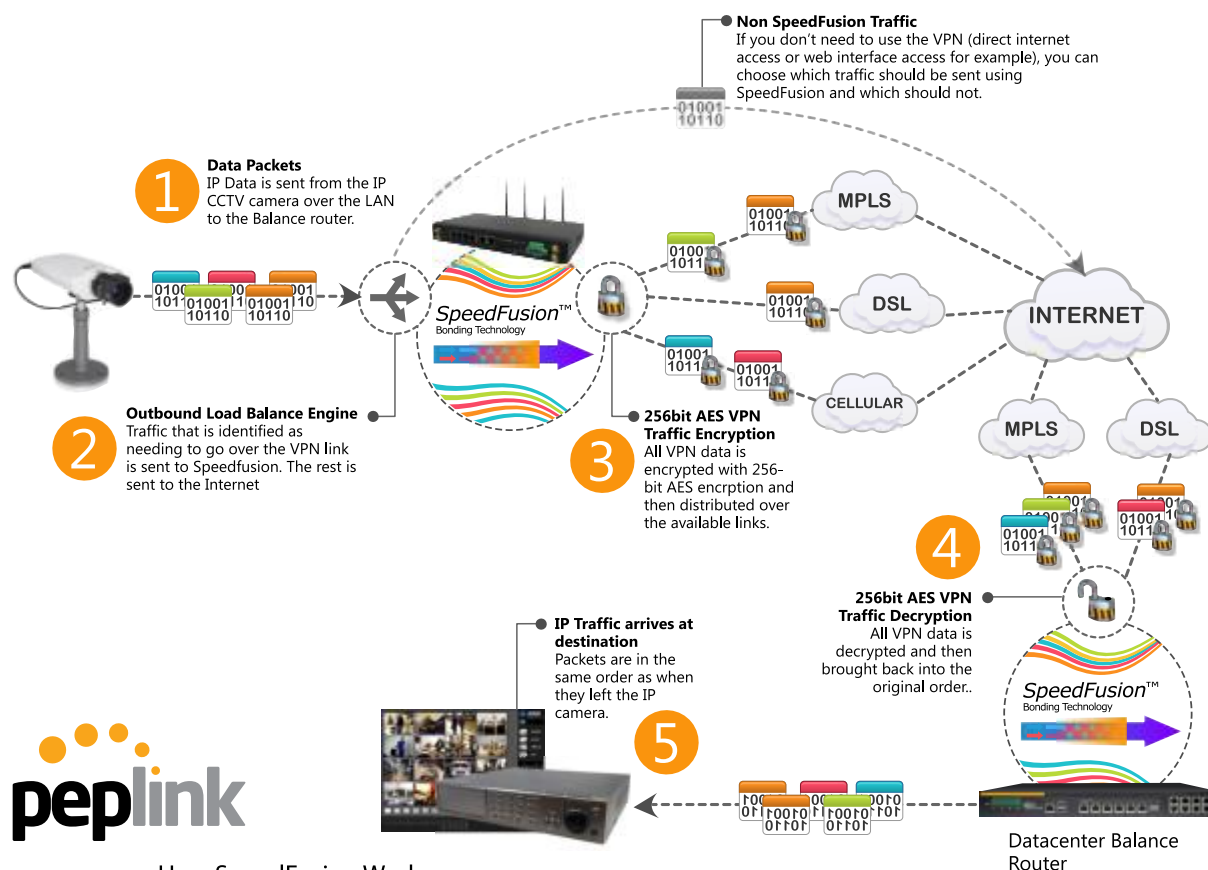 Non SpeedFusion Traffic
If you don't need to use the VPN (direct internet
access or web interface access for example), you can
choose which traffic should be sent using
SpeedFusion and which should not.
01001
10110
1
Data Packets
IP Data is sent from the IP
CCTV camera over the LAN
to the Balance router.
MPLS
DSL
CELLULAR
INTERNET
SpeedFusion™
Bonding Technology
01001
10110
01001
10110
2
Outbound Load Balance Engine
Traffic that is identified as
needing to go over the VPN link
is sent to Speedfusion. The rest is
sent to the Internet
3
256bit AES VPN
Traffic Encryption
All VPN data is
encrypted with 256-
bit AES encrption and
then distributed over
the available links.
MPLS
DSL
4
256bit AES VPN
Traffic Decryption
All VPN data is
decrypted and then
brought back into the
original order..
SpeedFusion™
Bonding Technology
IP Traffic arrives at
destination
Packets are in the
same order as when
they left the IP
camera.
5
peplink
Datacenter Balance
Router